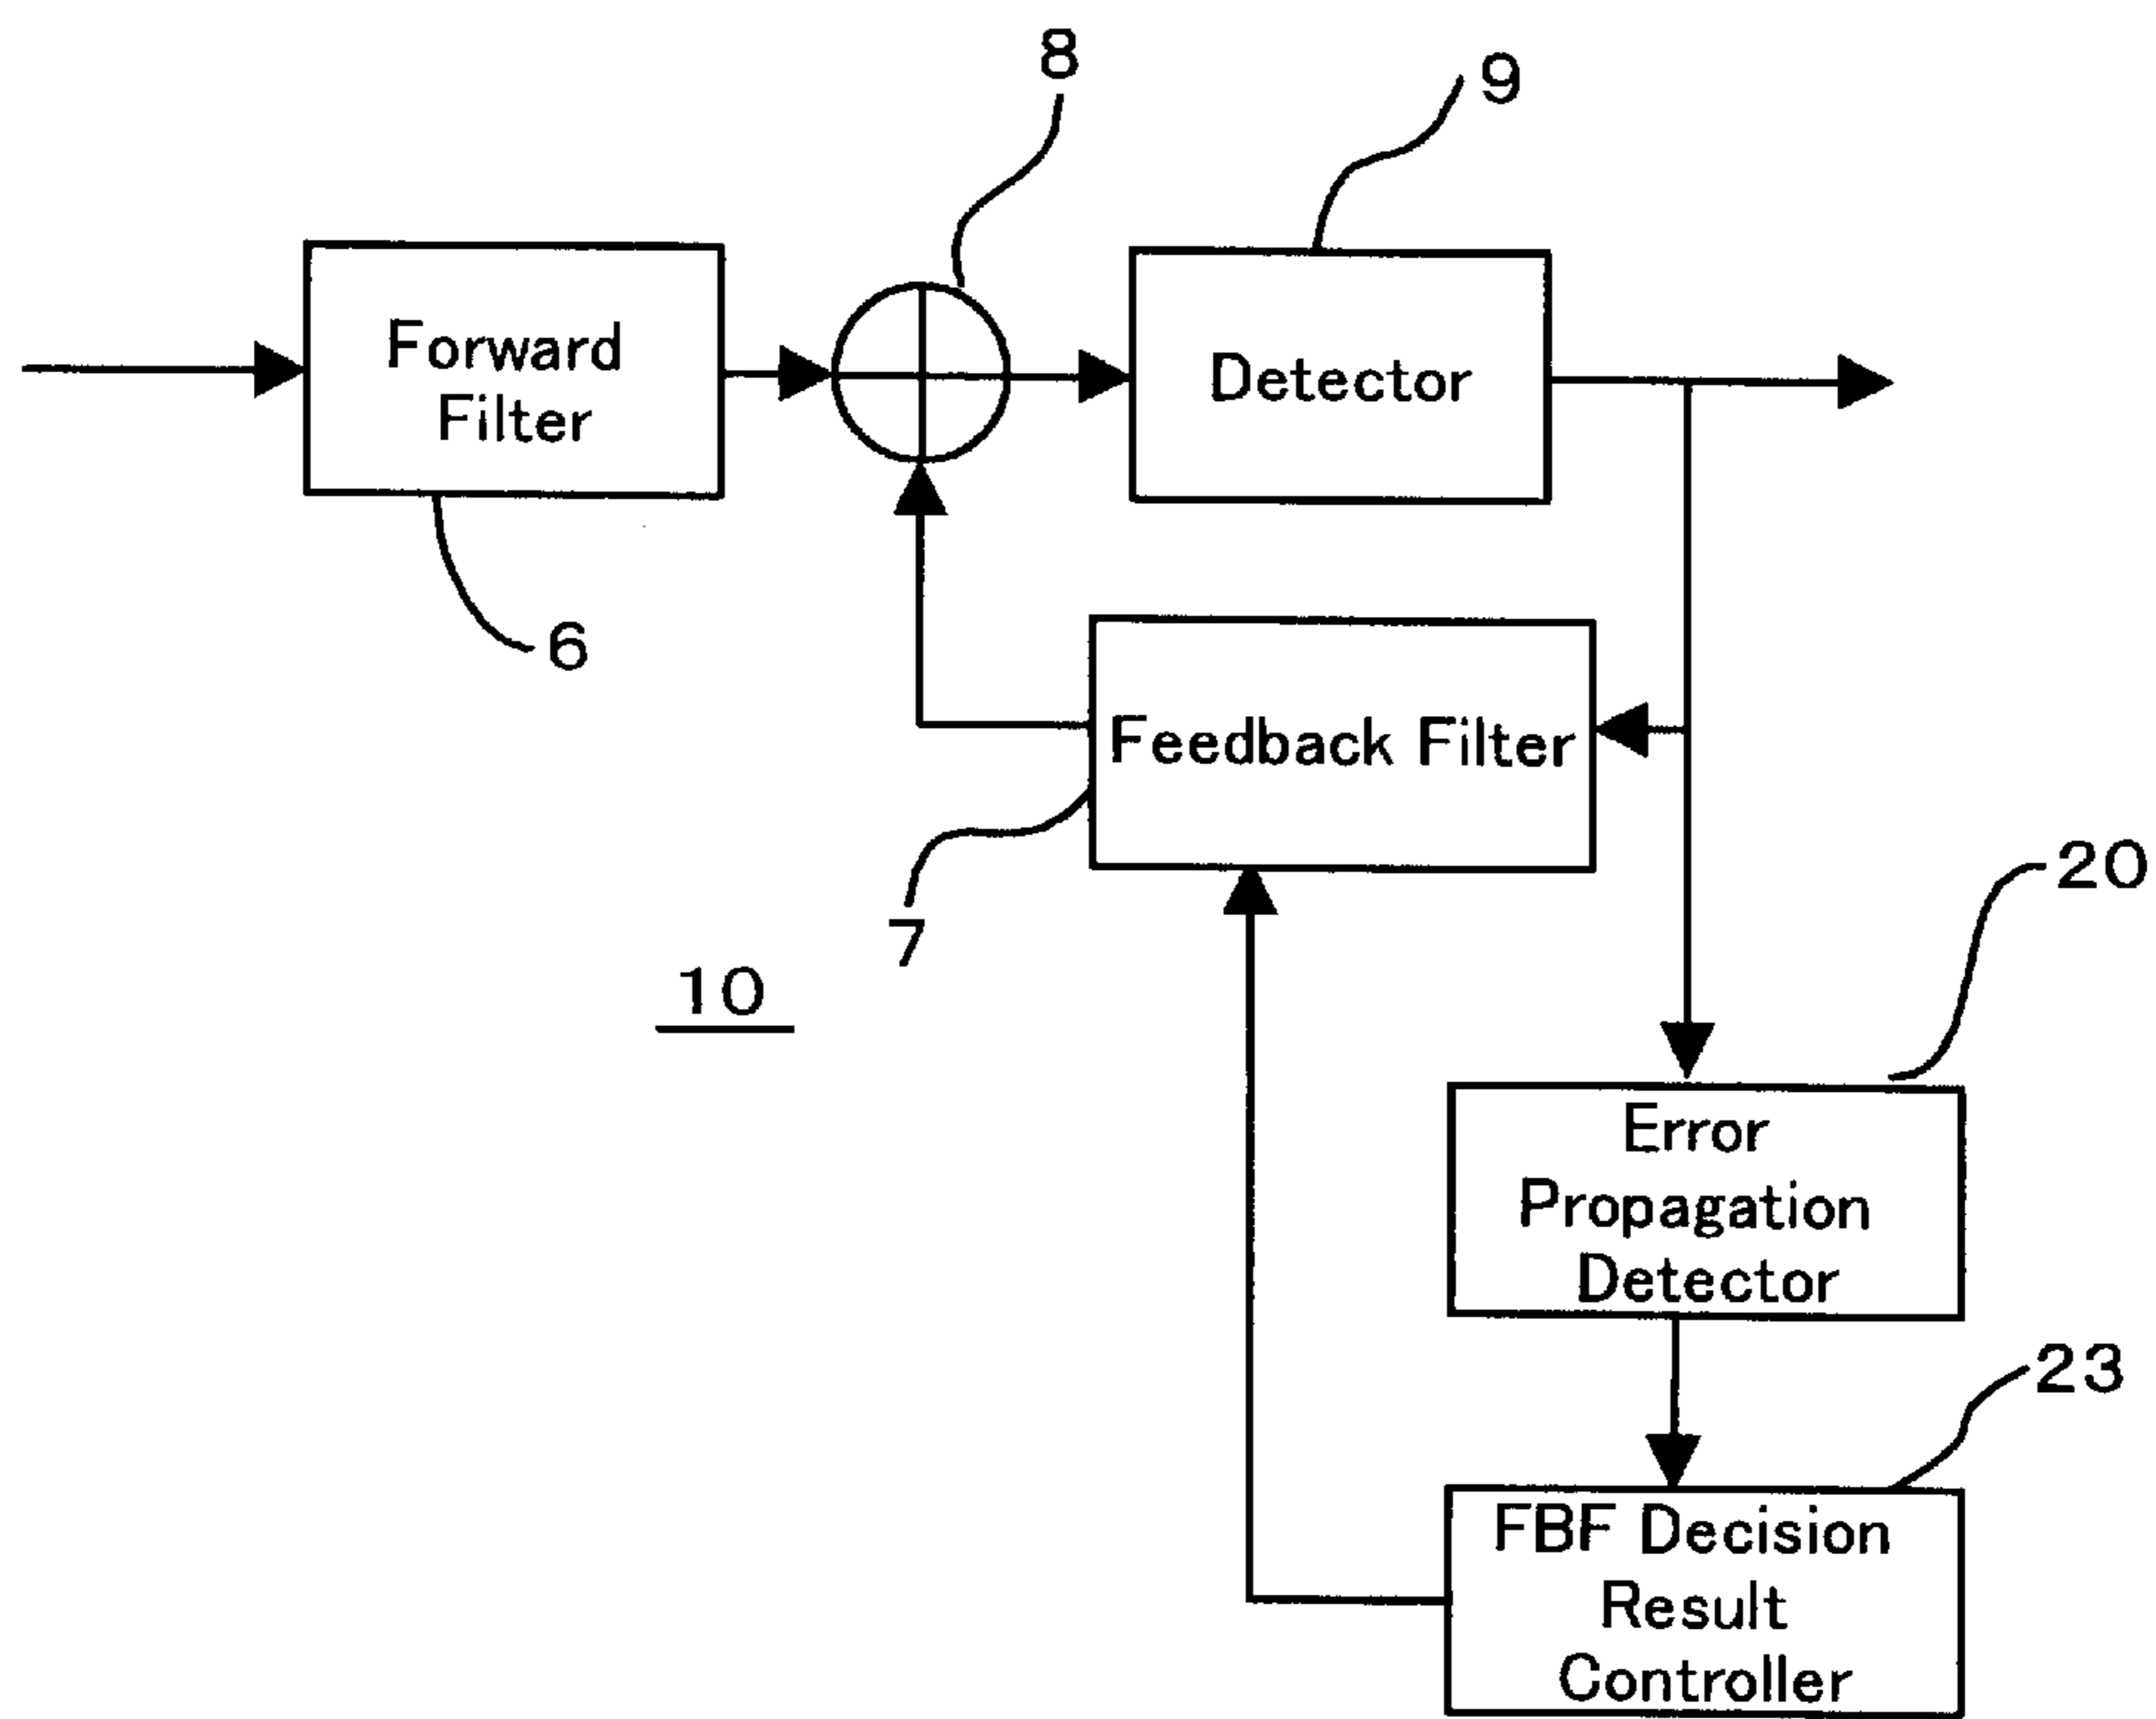 8
9
Forward
Filter
Detector
6
Feedback Filter
7
20
10
Error
Propagation
Detector
23
FBF Decision
Result
Controller